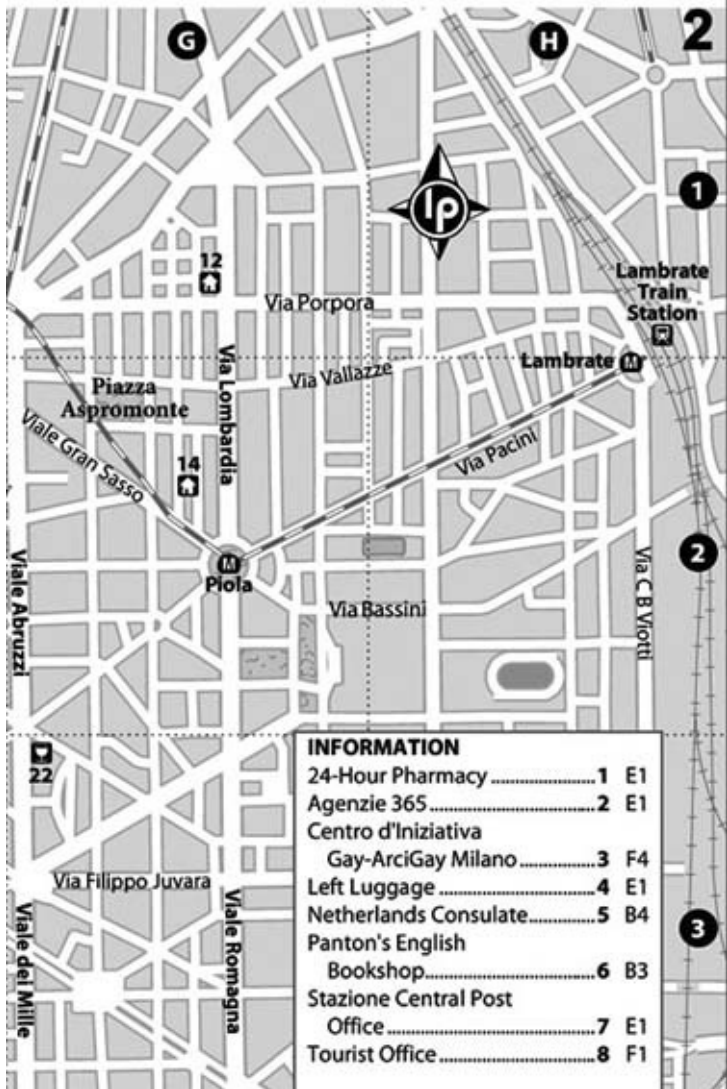 G
H
2
lp
1
12
Lambrate
Train
Station
Via Porpora
Lambrate M
Via Vallazze
Via Lombardia
Piazza
Aspromonte
Viale Gran Sasso
Via Pacini
14
2
M
Piola
Via Bassini
Via C B Viotti
Viale Abruzzi
22
INFORMATION
24-Hour Pharmacy ........................ 1 E1
Agenzie 365 ................................. 2 E1
Centro d'Iniziativa
Gay-ArciGay Milano ................ 3 F4
Left Luggage ................................ 4 E1
Netherlands Consulate ............. 5 B4
Panton's English
Bookshop ................................. 6 B3
Stazione Central Post
Office ........................................ 7 E1
Tourist Office ............................... 8 F1
Via Filippo Juvara
3
Viale dei Mille
Viale Romagna